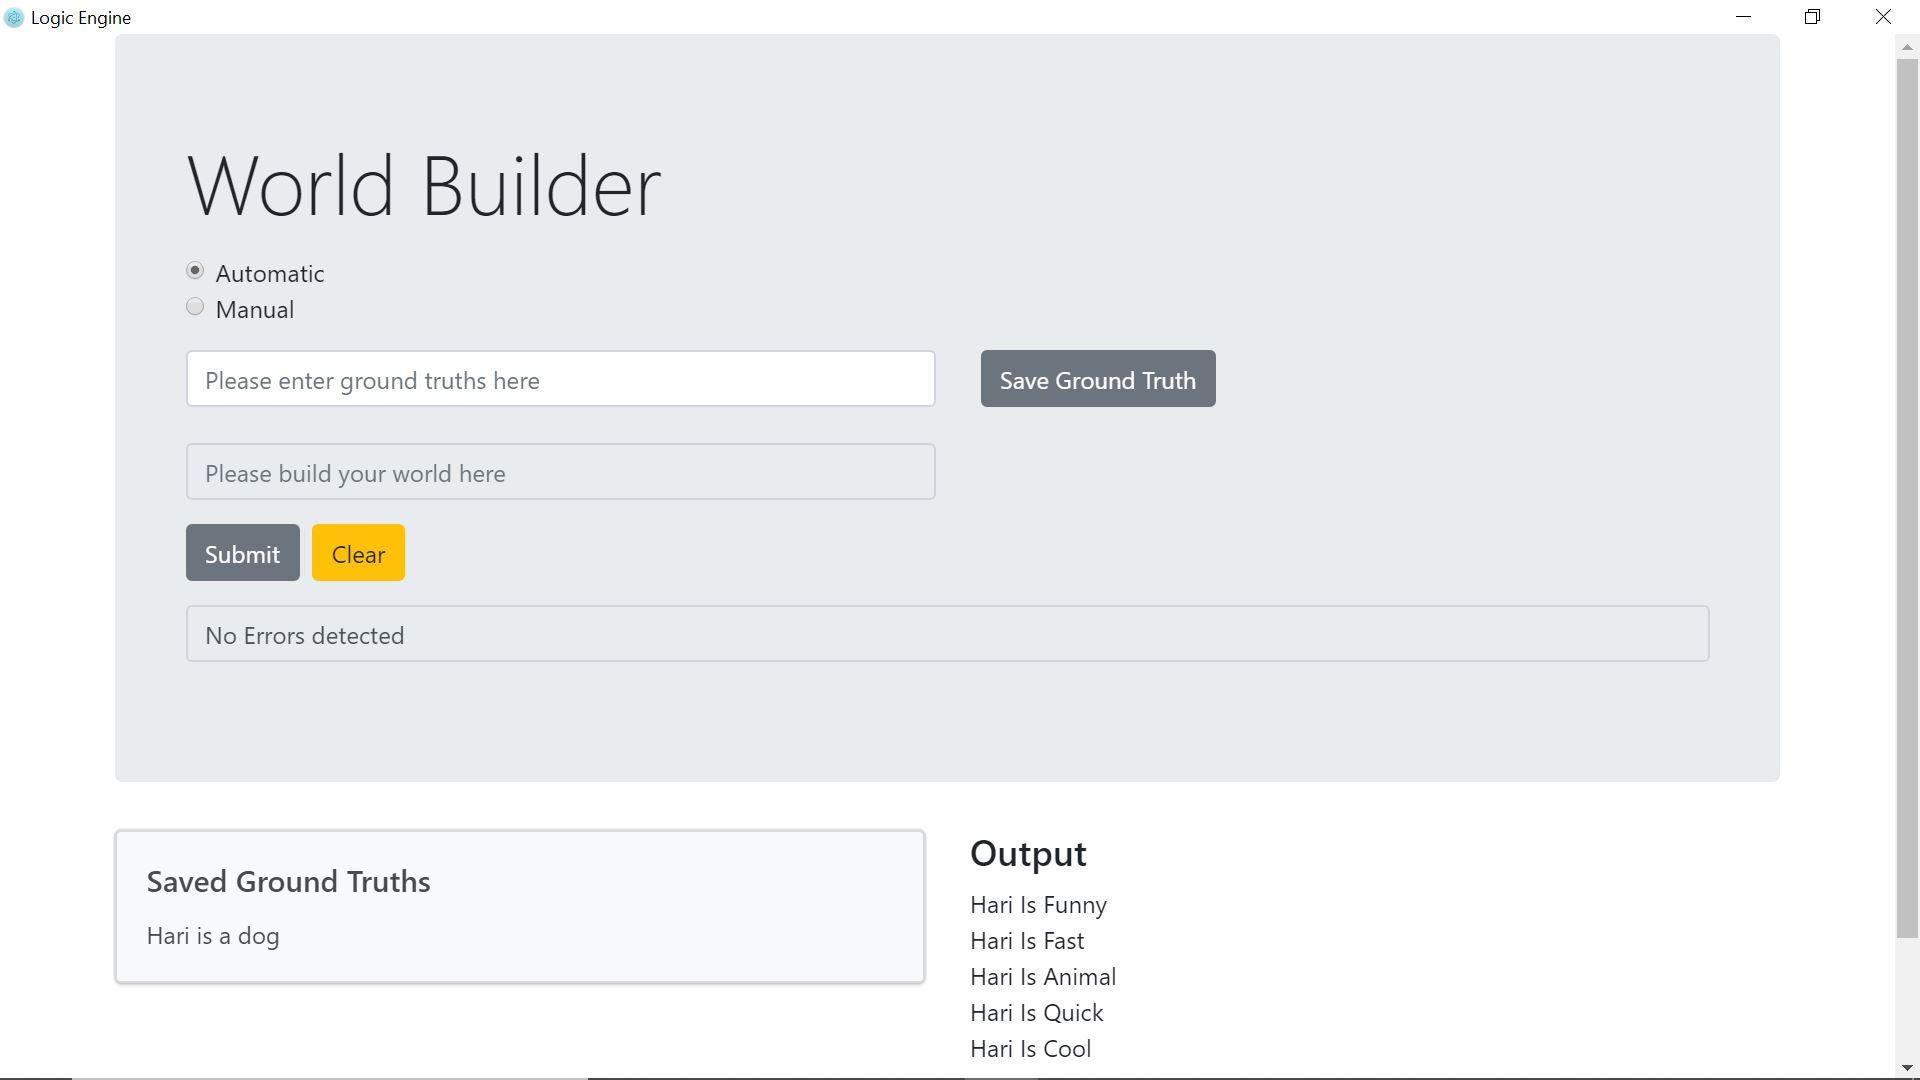 Logic Engine
World Builder
Automatic
Manual
Please enter ground truths here
Save Ground Truth
Please build your world here
Submit
Clear
No Errors detected
Saved Ground Truths
Hari is a dog
Output
Hari Is Funny
Hari Is Fast
Hari Is Animal
Hari Is Quick
Hari Is Cool